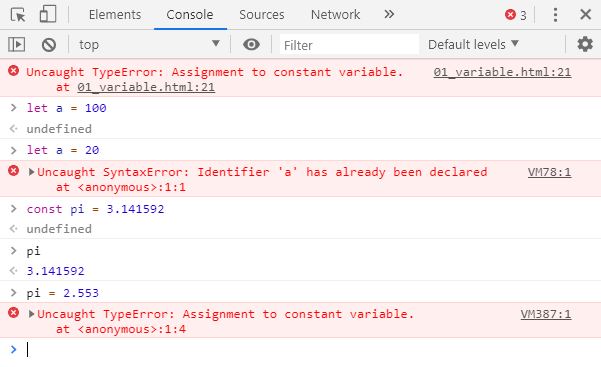 Elements Console Sources Network » 3
top Filter Default levels
Uncaught TypeError: Assignment to constant variable. 01_variable.html:21
at 01_variable.html:21
let a = 100
undefined
let a = 20
Uncaught SyntaxError: Identifier 'a' has already been declared VM78:1
at <anonymous>:1:1
const pi = 3.141592
undefined
pi
3.141592
pi = 2.553
Uncaught TypeError: Assignment to constant variable. VM387:1
at <anonymous>:1:4